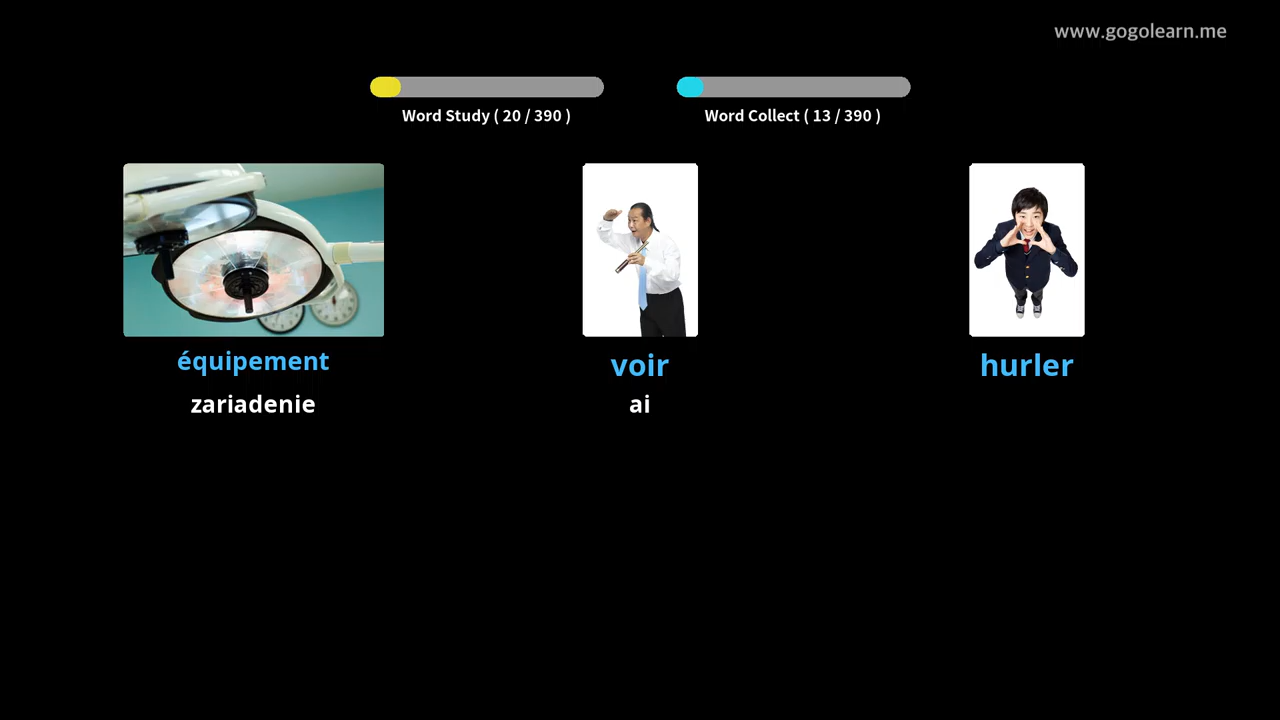 www.gogolearn.me
Word Study ( 20 / 390 )
Word Collect ( 13 / 390 )
équipement
voir
hurler
zariadenie
ai